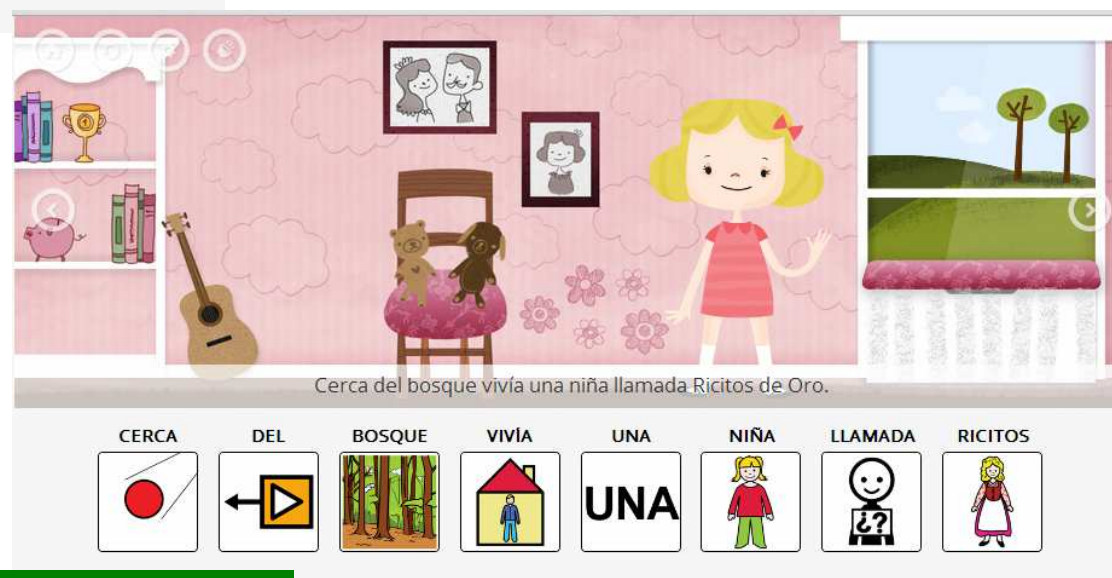 Cerca del bosque vivía una niña llamada Ricitos de Oro.
CERCA DEL BOSQUE VIVÍA UNA NIÑA LLAMADA RICITOS
UNA
¿?
1